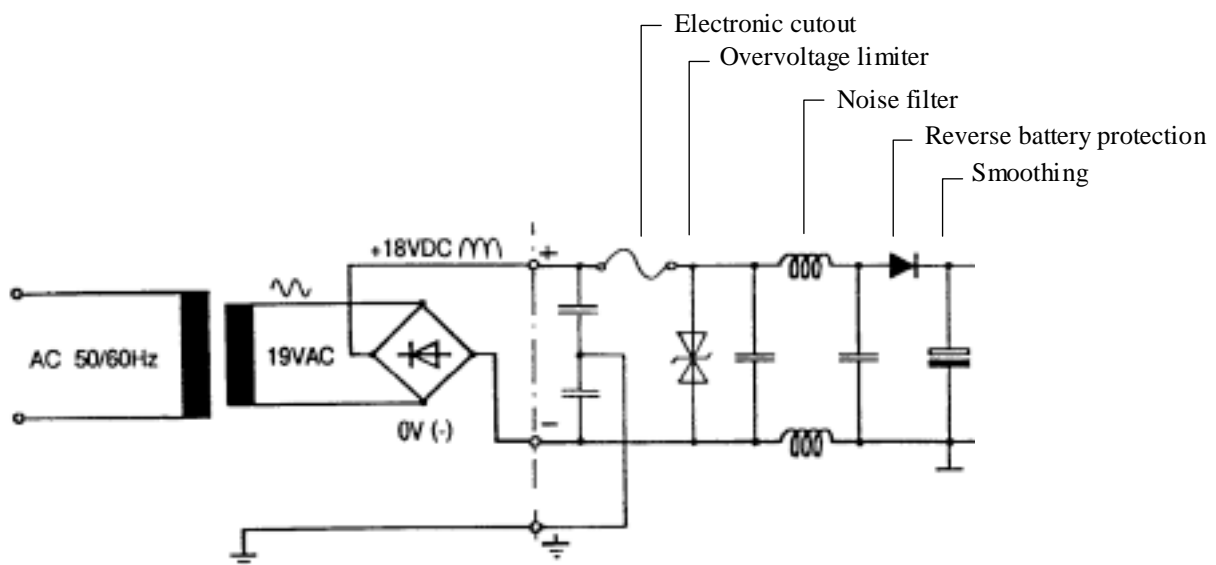 Electronic cutout
Overvoltage limiter
Noise filter
Reverse battery protection
Smoothing
+18VDC
+
AC 50/60Hz
19VAC
0V (-)
-